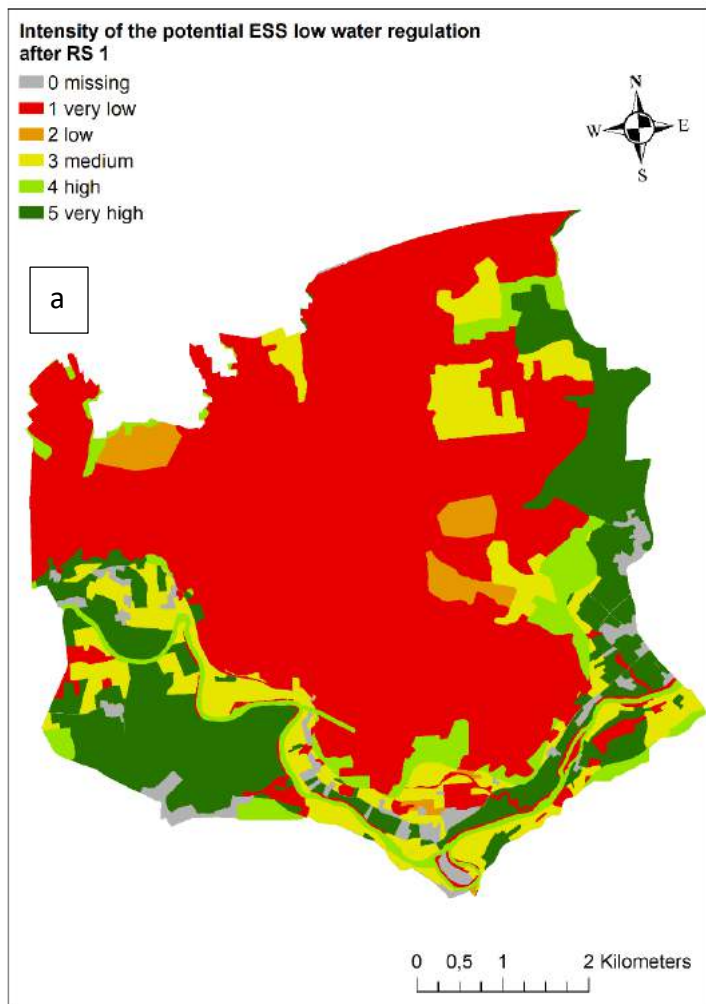 Intensity of the potential ESS low water regulation
after RS 1
0 missing
1 very low
2 low
3 medium
4 high
5 very high
N
W E
S
a
0 0,5 1 2 Kilometers